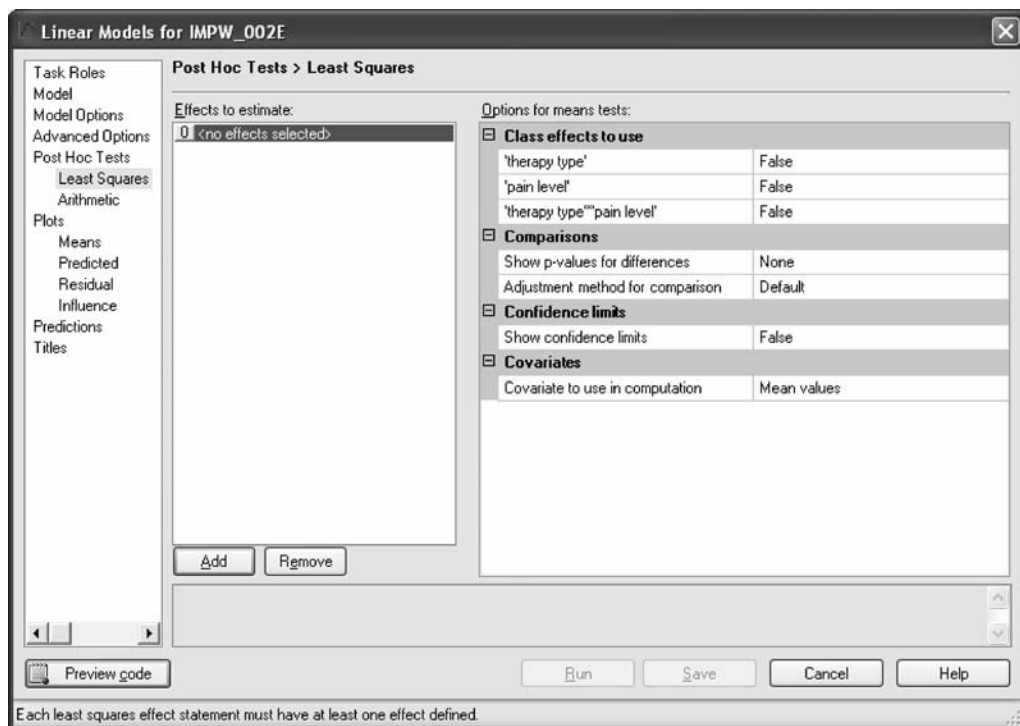 Linear Models for IMPW_002E
Task Roles
Model
Model Options
Advanced Options
Post Hoc Tests
Least Squares
Arithmetic
Plots
Means
Predicted
Residual
Influence
Predictions
Titles
Post Hoc Tests > Least Squares
Effects to estimate:
0 <no effects selected>
Add Remove
Options for means tests:
Class effects to use
'therapy type' False
'pain level' False
'therapy type'*'pain level' False
Comparisons
Show p-values for differences None
Adjustment method for comparison Default
Confidence limits
Show confidence limits False
Covariates
Covariate to use in computation Mean values
Preview code Run Save Cancel Help
Each least squares effect statement must have at least one effect defined.